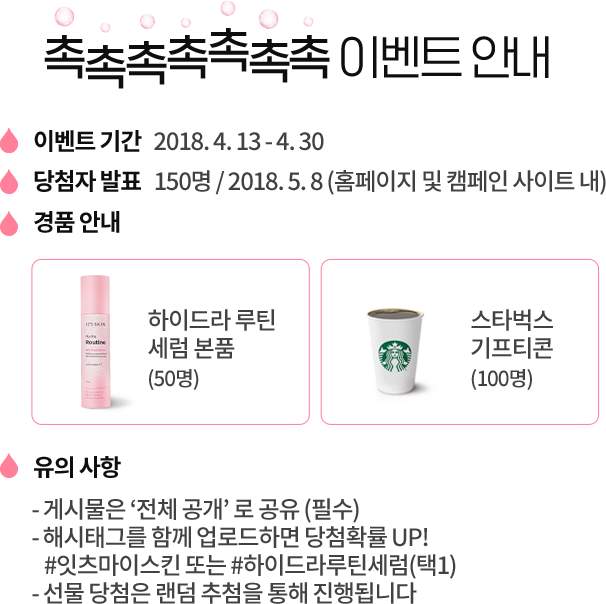 촉촉촉촉촉촉촉 이벤트 안내
이벤트 기간 2018. 4. 13 - 4. 30
당첨자 발표 150명 / 2018. 5. 8 (홈페이지 및 캠페인 사이트 내)
경품 안내
It's SKIN
Routine
하이드라 루틴
세럼 본품
(50명)
스타벅스
기프티콘
(100명)
유의 사항
- 게시물은 ‘전체 공개’ 로 공유 (필수)
- 해시태그를 함께 업로드하면 당첨확률 UP!
#잇츠마이스킨 또는 #하이드라루틴세럼(택1)
- 선물 당첨은 랜덤 추첨을 통해 진행됩니다